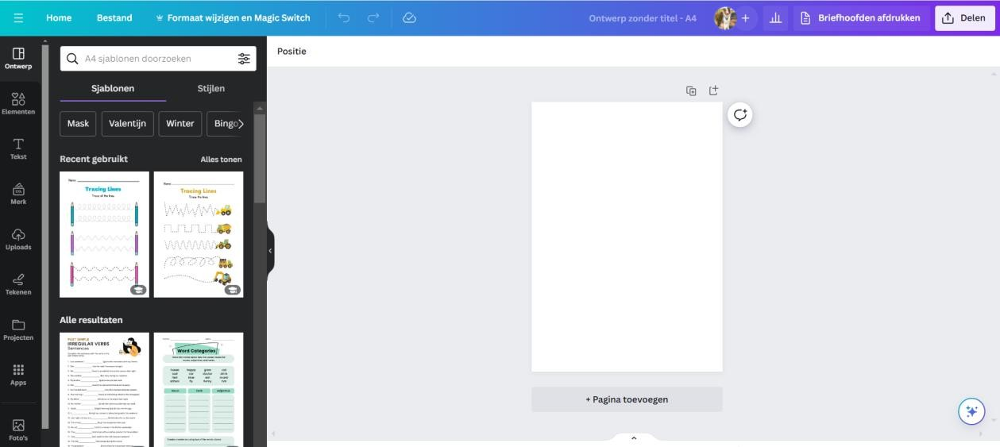 Home Bestand Formaat wijzigen en Magic Switch Ontwerp zonder titel - A4 Briefhoofden afdrukken Delen
Ontwerp
Elementen
Tekst
Merk
Uploads
Tekenen
Projecten
Apps
Foto's
A4 sjablonen doorzoeken
Sjablonen Stijlen
Mask Valentijn Winter Bingo
Recent gebruikt Alles tonen
Name
Tracing Lines
Trace all the lines.
Name
Tracing Lines
Trace the lines.
Alle resultaten
PAST SIMPLE
IRREGULAR VERBS
Sentences
Word Categories
Noun Verb Adjective
Positie
+ Pagina toevoegen